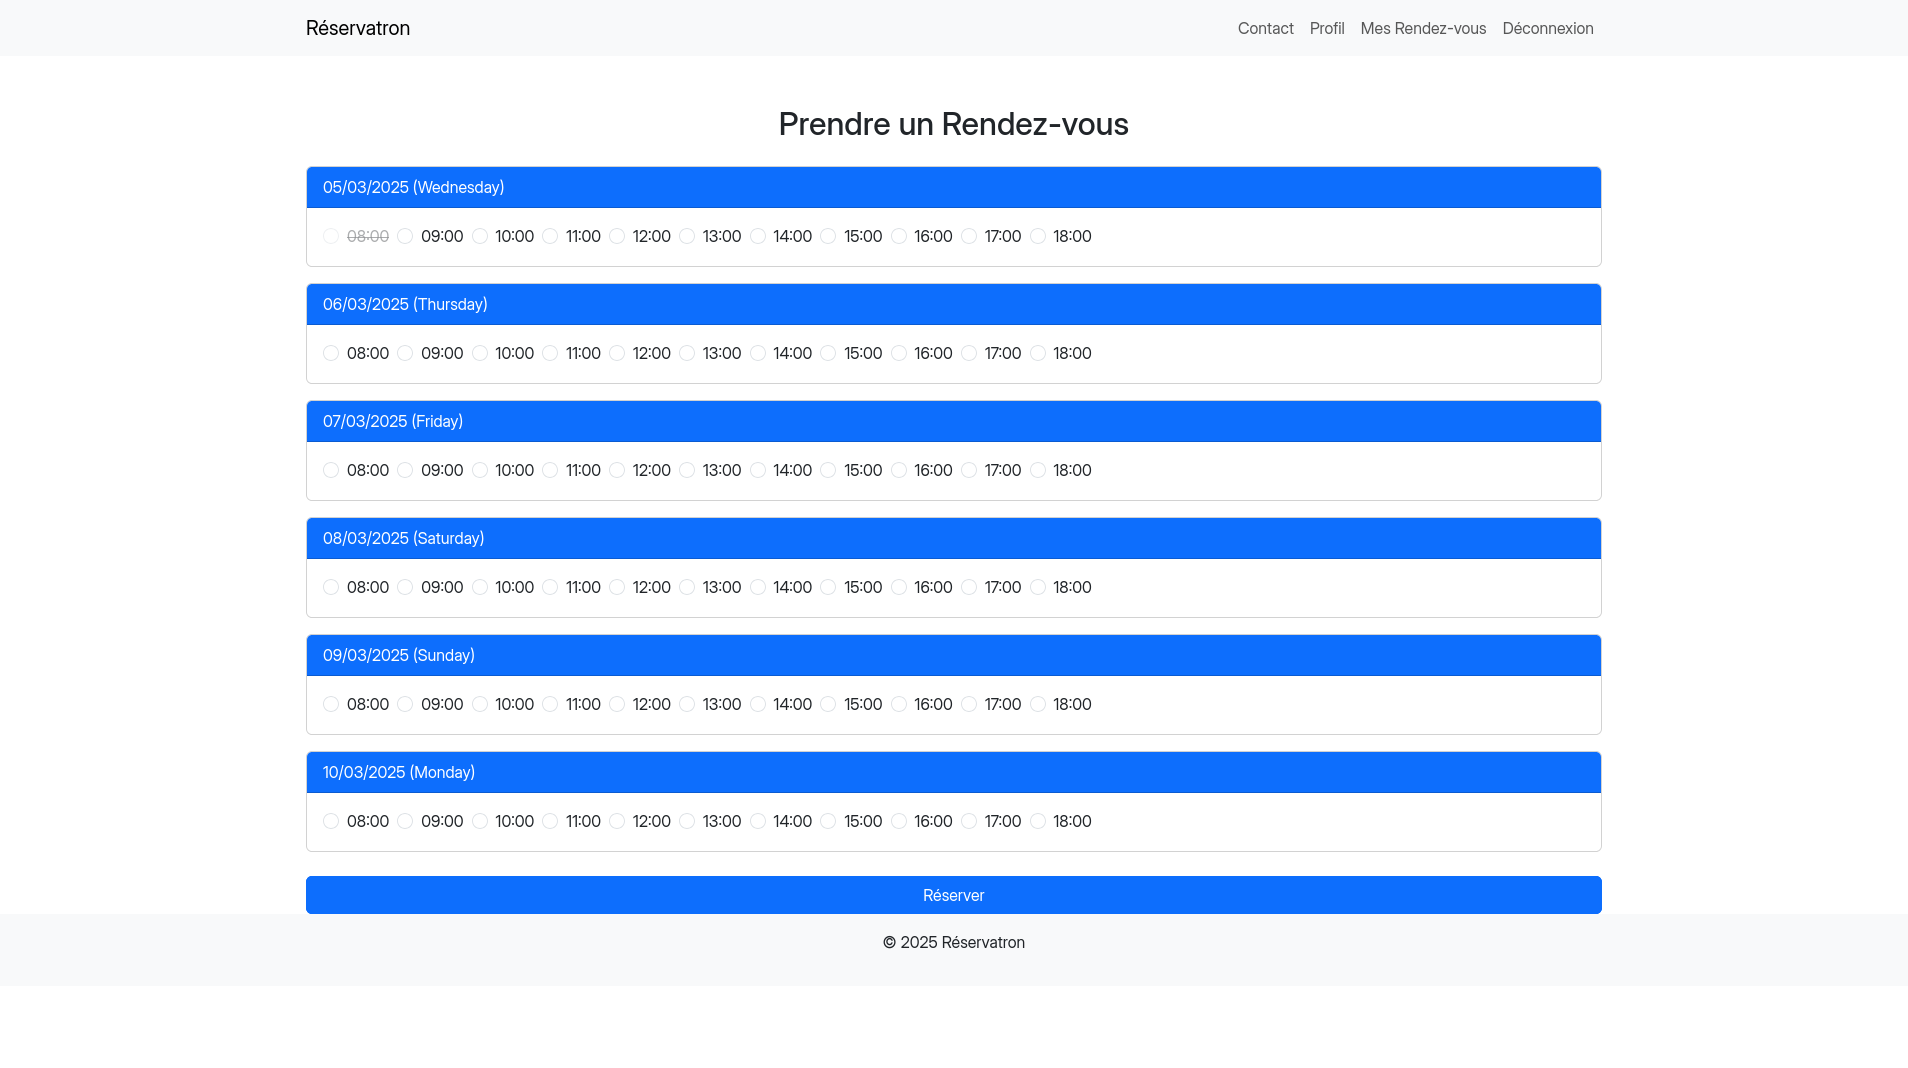 Réservatron Contact Profil Mes Rendez-vous Déconnexion
Prendre un Rendez-vous
05/03/2025 (Wednesday)
08:00 09:00 10:00 11:00 12:00 13:00 14:00 15:00 16:00 17:00 18:00
06/03/2025 (Thursday)
08:00 09:00 10:00 11:00 12:00 13:00 14:00 15:00 16:00 17:00 18:00
07/03/2025 (Friday)
08:00 09:00 10:00 11:00 12:00 13:00 14:00 15:00 16:00 17:00 18:00
08/03/2025 (Saturday)
08:00 09:00 10:00 11:00 12:00 13:00 14:00 15:00 16:00 17:00 18:00
09/03/2025 (Sunday)
08:00 09:00 10:00 11:00 12:00 13:00 14:00 15:00 16:00 17:00 18:00
10/03/2025 (Monday)
08:00 09:00 10:00 11:00 12:00 13:00 14:00 15:00 16:00 17:00 18:00
Réserver
© 2025 Réservatron